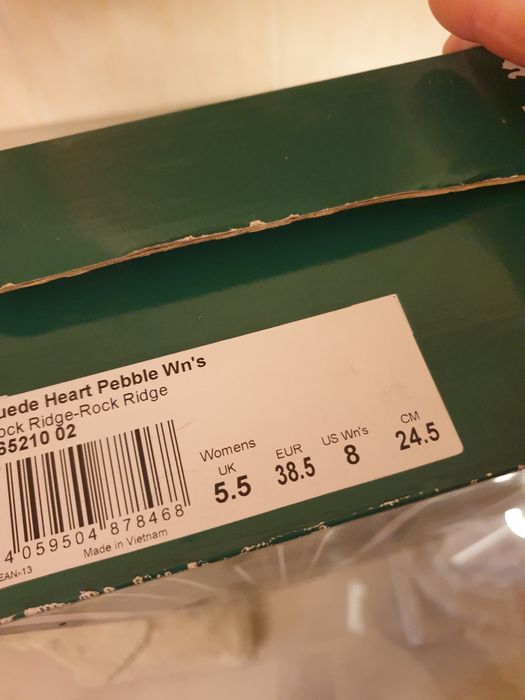 uede Heart Pebble Wn's
ock Ridge-Rock Ridge
65210 02
Womens
UK EUR US Wn's CM
5.5 38.5 8 24.5
4 059504 878468
EAN-13 Made in Vietnam